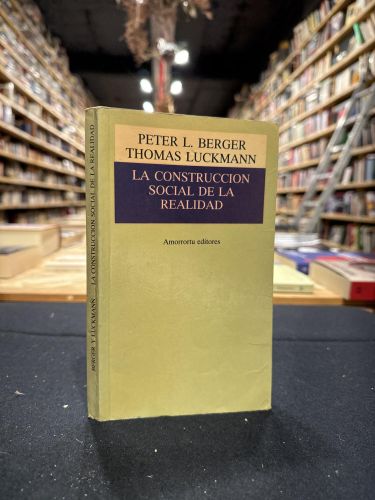 PETER L. BERGER
THOMAS LUCKMANN
LA CONSTRUCCION
SOCIAL DE LA
REALIDAD
Amorrortu editores
BERGER Y LUCKMANN LA CONSTRUCCION SOCIAL DE LA REALIDAD